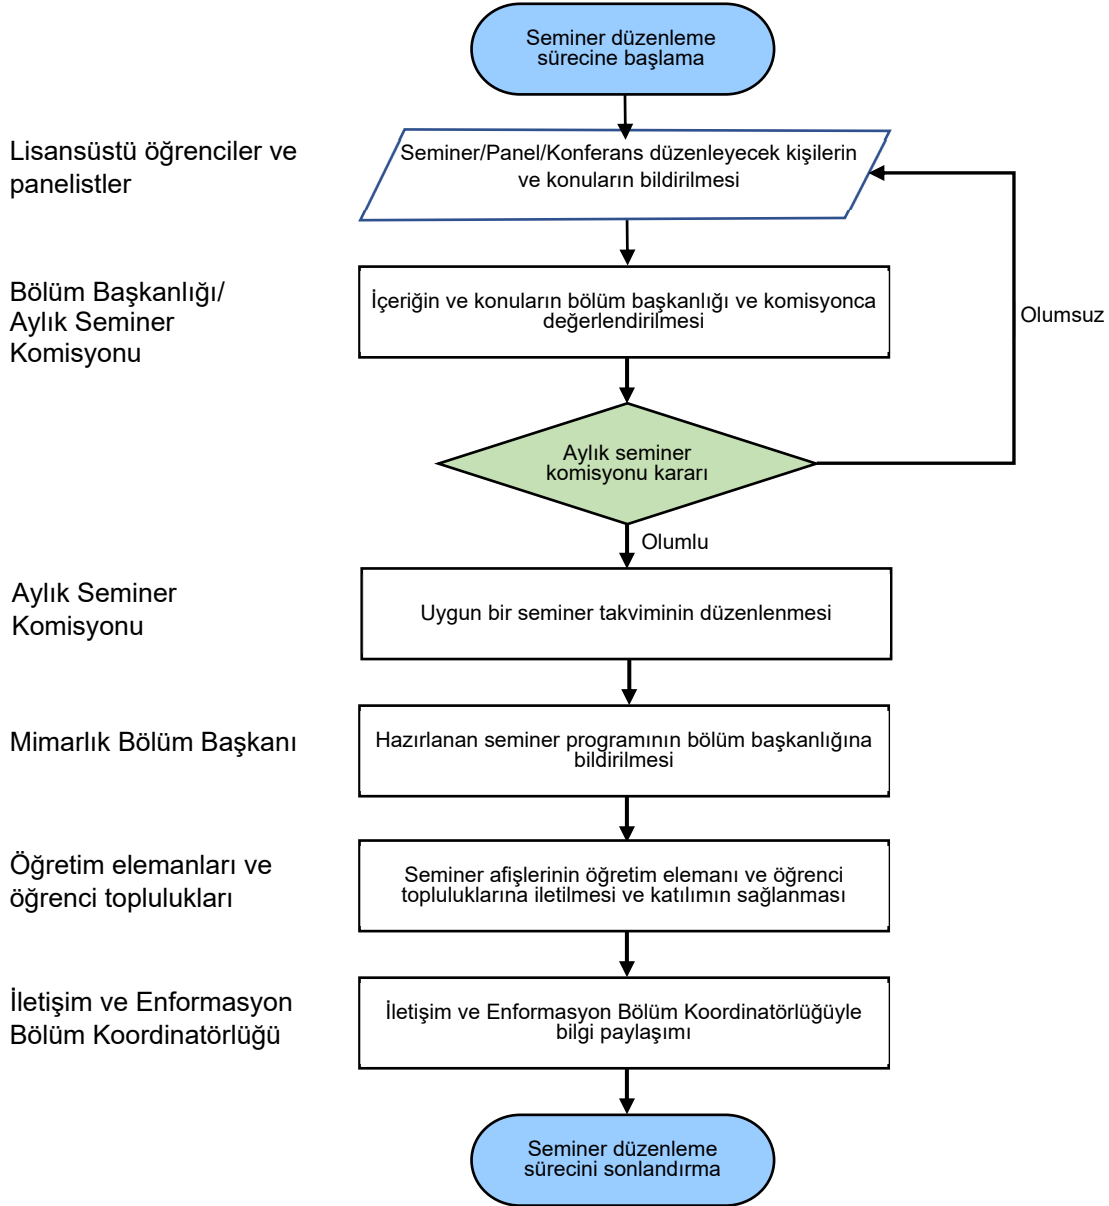 Seminer düzenleme
sürecine başlama
Lisansüstü öğrenciler ve
panelistler
Seminer/Panel/Konferans düzenleyecek kişilerin
ve konuların bildirilmesi
Bölüm Başkanlığı/
Aylık Seminer
Komisyonu
İçeriğin ve konuların bölüm başkanlığı ve komisyonca
değerlendirilmesi
Olumsuz
Aylık seminer
komisyonu kararı
Olumlu
Aylık Seminer
Komisyonu
Uygun bir seminer takviminin düzenlenmesi
Mimarlık Bölüm Başkanı
Hazırlanan seminer programının bölüm başkanlığına
bildirilmesi
Öğretim elemanları ve
öğrenci toplulukları
Seminer afişlerinin öğretim elemanı ve öğrenci
topluluklarına iletilmesi ve katılımın sağlanması
İletişim ve Enformasyon
Bölüm Koordinatörlüğü
İletişim ve Enformasyon Bölüm Koordinatörlüğüyle
bilgi paylaşımı
Seminer düzenleme
sürecini sonlandırma